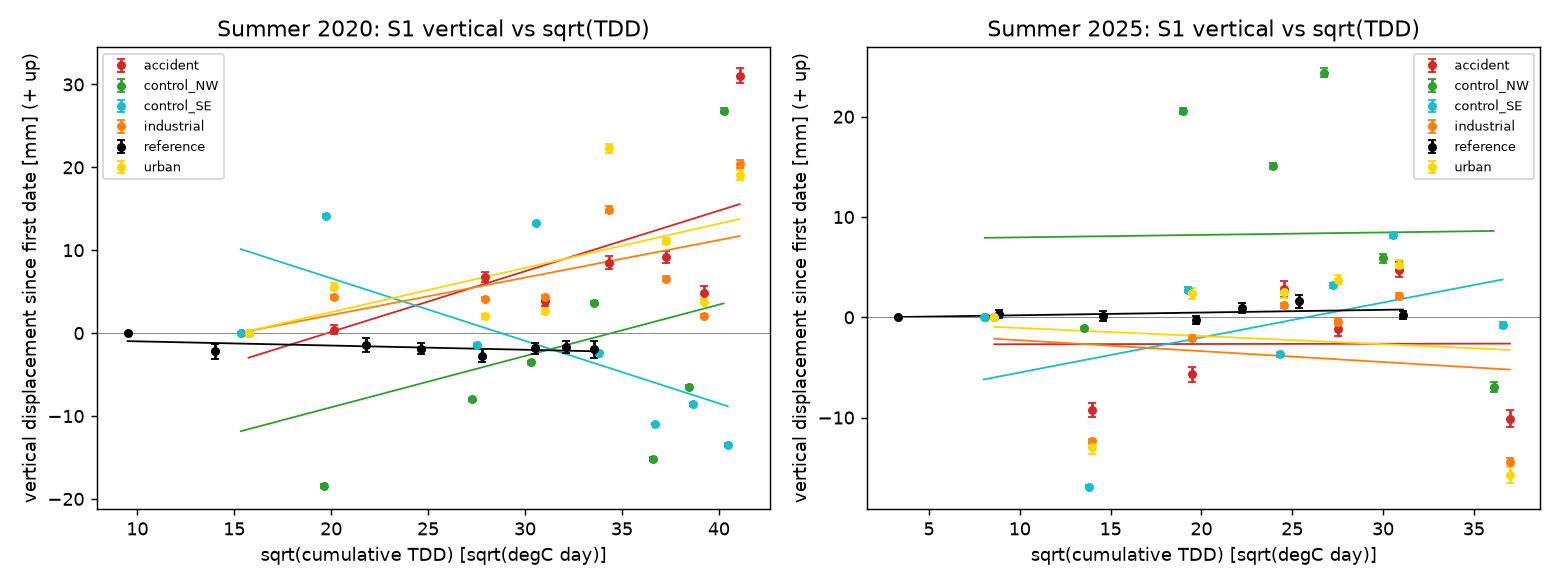 Summer 2020: S1 vertical vs sqrt(TDD)
vertical displacement since first date [mm] (+ up)
30
20
10
0
−10
−20
accident
control_NW
control_SE
industrial
reference
urban
10 15 20 25 30 35 40
sqrt(cumulative TDD) [sqrt(degC day)]
Summer 2025: S1 vertical vs sqrt(TDD)
vertical displacement since first date [mm] (+ up)
20
10
0
−10
accident
control_NW
control_SE
industrial
reference
urban
5 10 15 20 25 30 35
sqrt(cumulative TDD) [sqrt(degC day)]